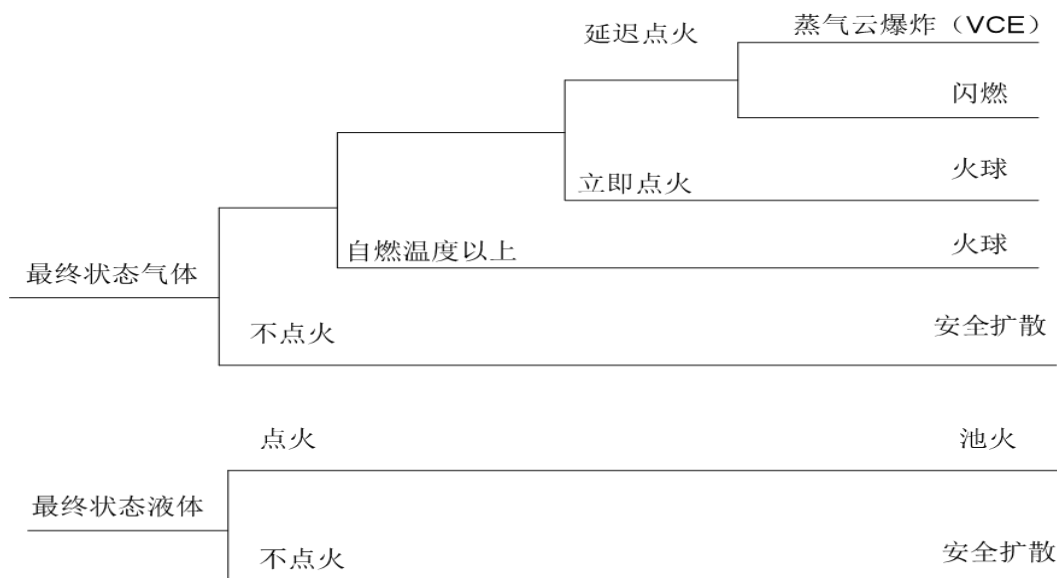 延迟点火
蒸气云爆炸（VCE）
闪燃
立即点火
火球
自燃温度以上
火球
最终状态气体
不点火
安全扩散
点火
池火
最终状态液体
不点火
安全扩散